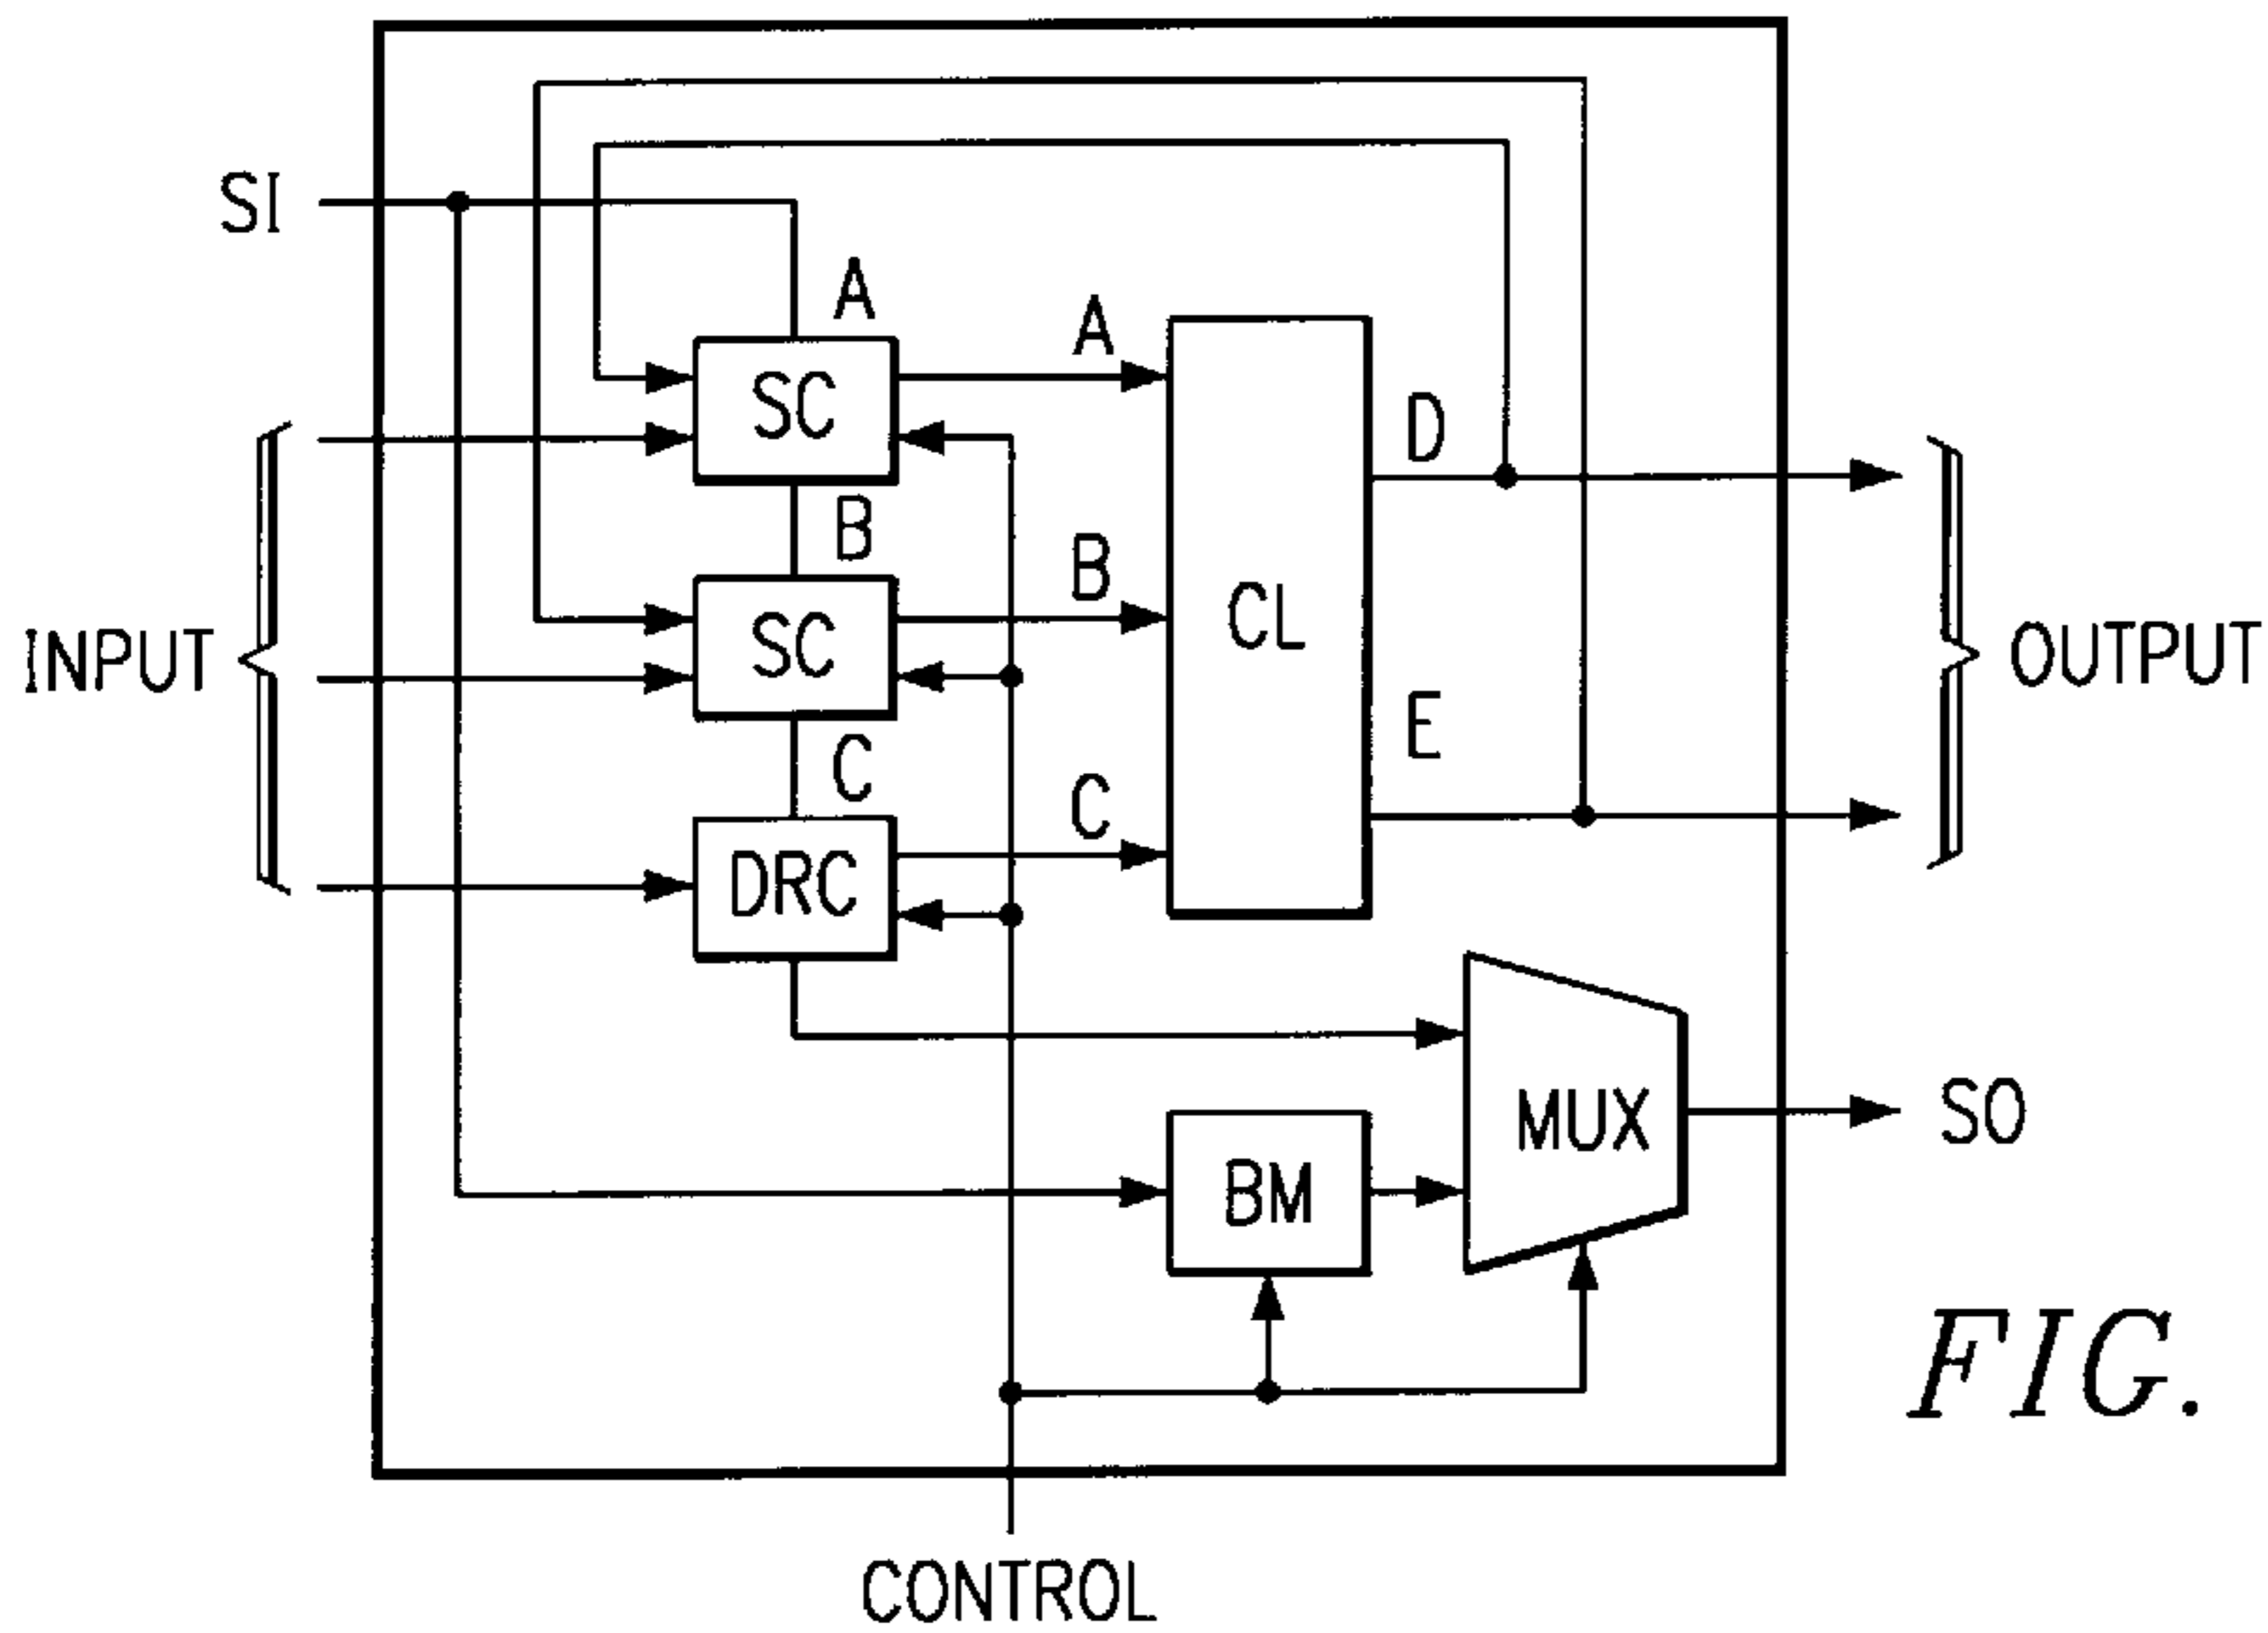 SI
A
A
SC
D
B
B
INPUT
SC
CL
OUTPUT
E
C
C
DRC
MUX
SO
BM
FIG.
CONTROL